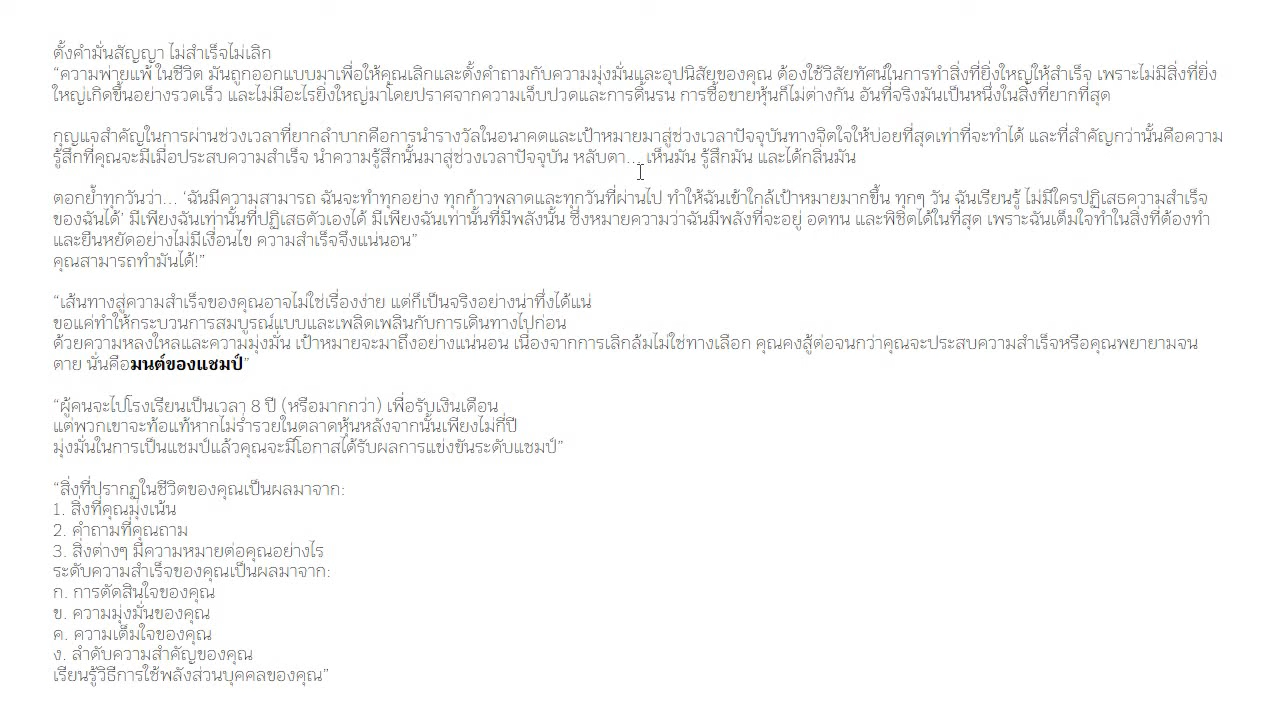 ตั้งคำมั่นสัญญา ไม่สำเร็จไม่เลิก
“ความพ่ายแพ้ในชีวิต มันถูกออกแบบมาเพื่อให้คุณเลิกและตั้งคำถามกับความมุ่งมั่นและอุปนิสัยของคุณ ต้องใช้วิสัยทัศน์ในการทำสิ่งที่ยิ่งใหญ่ให้สำเร็จ เพราะไม่มีสิ่งที่ยิ่ง
ใหญ่เกิดขึ้นอย่างรวดเร็ว และไม่มีอะไรยิ่งใหญ่มาโดยปราศจากความเจ็บปวดและการดิ้นรน การซื้อขายหุ้นก็ไม่ต่างกัน อันที่จริงมันเป็นหนึ่งในสิ่งที่ยากที่สุด
กุญแจสำคัญในการผ่านช่วงเวลาที่ยากลำบากคือการนำรางวัลในอนาคตและเป้าหมายมาสู่ช่วงเวลาปัจจุบันทางจิตใจให้บ่อยที่สุดเท่าที่จะทำได้ และที่สำคัญกว่านั้นคือความ
รู้สึกที่คุณจะมีเมื่อประสบความสำเร็จ นำความรู้สึกนั้นมาสู่ช่วงเวลาปัจจุบัน หลับตา... เห็นมัน รู้สึกมัน และได้กลิ่นมัน
ตอกย้ำทุกวันว่า... ‘ฉันมีความสามารถ ฉันจะทำทุกอย่าง ทุกก้าวพลาดและทุกวันที่ผ่านไป ทำให้ฉันเข้าใกล้เป้าหมายมากขึ้น ทุกๆ วัน ฉันเรียนรู้ ไม่มีใครปฏิเสธความสำเร็จ
ของฉันได้’ มีเพียงฉันเท่านั้นที่ปฏิเสธตัวเองได้ มีเพียงฉันเท่านั้นที่มีพลังนั้น ซึ่งหมายความว่าฉันมีพลังที่จะอยู่ อดทน และพิชิตได้ในที่สุด เพราะฉันเต็มใจทำในสิ่งที่ต้องทำ
และยืนหยัดอย่างไม่มีเงื่อนไข ความสำเร็จจึงแน่นอน”
คุณสามารถทำมันได้!”
“เส้นทางสู่ความสำเร็จของคุณอาจไม่ใช่เรื่องง่าย แต่ก็เป็นจริงอย่างน่าทึ่งได้แน่
ขอแค่ทำให้กระบวนการสมบูรณ์แบบและเพลิดเพลินกับการเดินทางไปก่อน
ด้วยความหลงใหลและความมุ่งมั่น เป้าหมายจะมาถึงอย่างแน่นอน เนื่องจากการเลิกล้มไม่ใช่ทางเลือก คุณคงสู้ต่อจนกว่าคุณจะประสบความสำเร็จหรือคุณพยายามจน
ตาย นั่นคือมนต์ของแชมป์”
“ผู้คนจะไปโรงเรียนเป็นเวลา 8 ปี (หรือมากกว่า) เพื่อรับเงินเดือน
แต่พวกเขาจะท้อแท้หากไม่ร่ำรวยในตลาดหุ้นหลังจากนั้นเพียงไม่กี่ปี
มุ่งมั่นในการเป็นแชมป์แล้วคุณจะมีโอกาสได้รับผลการแข่งขันระดับแชมป์”
“สิ่งที่ปรากฏในชีวิตของคุณเป็นผลมาจาก:
1. สิ่งที่คุณมุ่งเน้น
2. คำถามที่คุณถาม
3. สิ่งต่างๆ มีความหมายต่อคุณอย่างไร
ระดับความสำเร็จของคุณเป็นผลมาจาก:
ก. การตัดสินใจของคุณ
ข. ความมุ่งมั่นของคุณ
ค. ความเต็มใจของคุณ
ง. ลำดับความสำคัญของคุณ
เรียนรู้วิธีการใช้พลังส่วนบุคคลของคุณ”